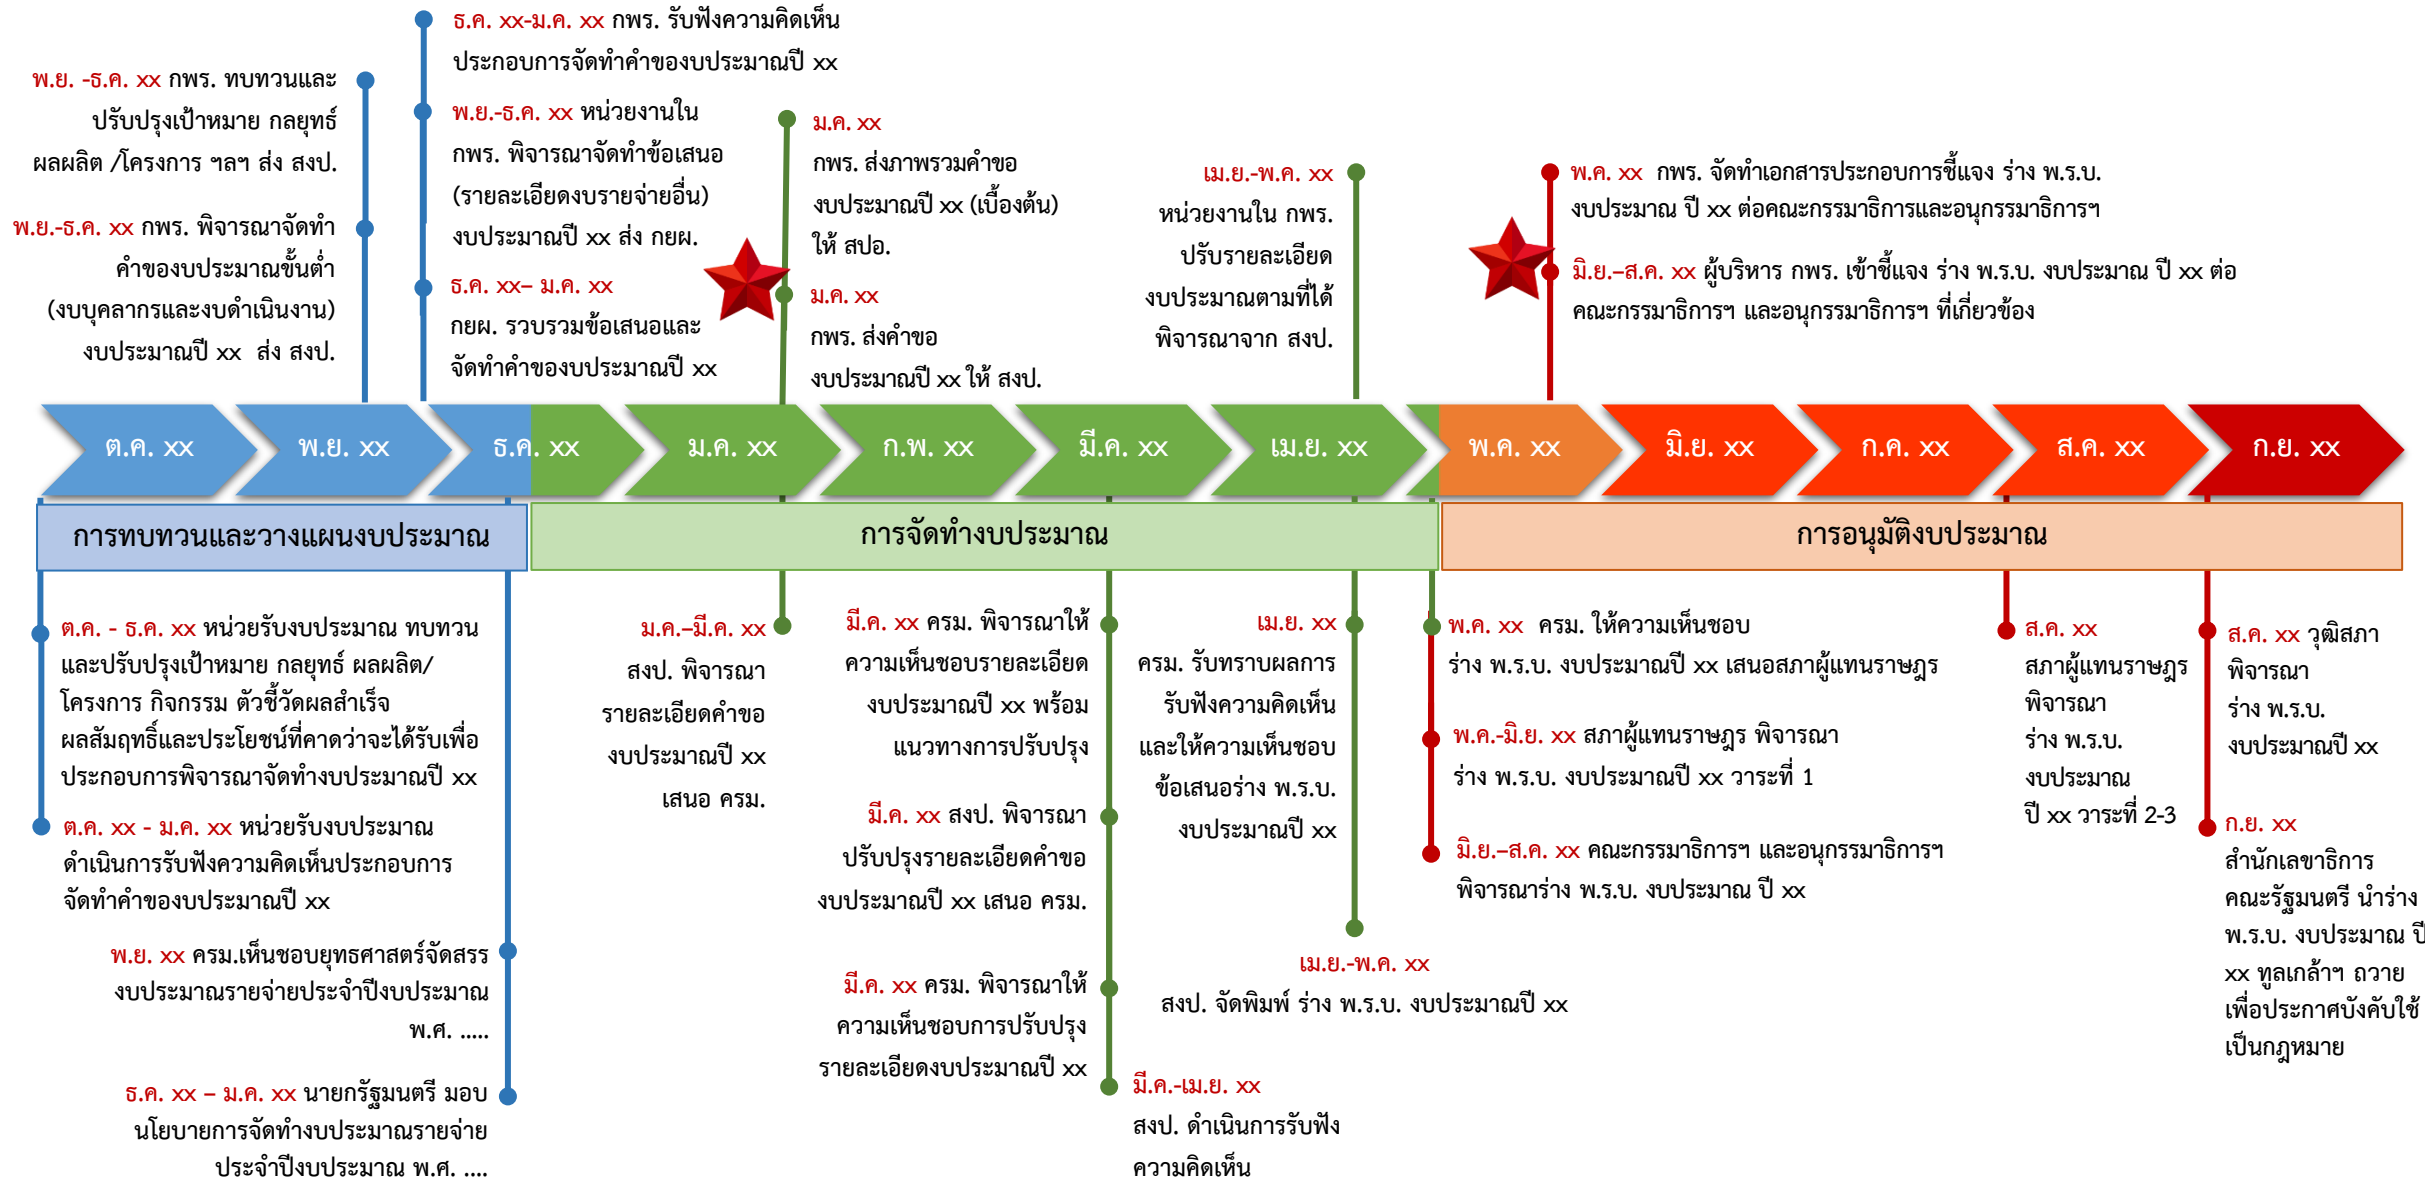 ธ.ค. xx-ม.ค. xx กพร. รับฟังความคิดเห็น
ประกอบการจัดทำคำของบประมาณปี xx
พ.ย. -ธ.ค. xx กพร. ทบทวนและ
ปรับปรุงเป้าหมาย กลยุทธ์
ผลผลิต /โครงการ ฯลฯ ส่ง สงป.
พ.ย.-ธ.ค. xx กพร. พิจารณาจัดทำ
คำของบประมาณขั้นต่ำ
(งบบุคลากรและงบดำเนินงาน)
งบประมาณปี xx ส่ง สงป.
พ.ย.-ธ.ค. xx หน่วยงานใน
กพร. พิจารณาจัดทำข้อเสนอ
(รายละเอียดงบรายจ่ายอื่น)
งบประมาณปี xx ส่ง กยผ.
ธ.ค. xx– ม.ค. xx
กยผ. รวบรวมข้อเสนอและ
จัดทำคำของบประมาณปี xx
ม.ค. xx
กพร. ส่งภาพรวมคำขอ
งบประมาณปี xx (เบื้องต้น)
ให้ สปอ.
ม.ค. xx
กพร. ส่งคำขอ
งบประมาณปี xx ให้ สงป.
เม.ย.-พ.ค. xx
หน่วยงานใน กพร.
ปรับรายละเอียด
งบประมาณตามที่ได้
พิจารณาจาก สงป.
พ.ค. xx กพร. จัดทำเอกสารประกอบการชี้แจง ร่าง พ.ร.บ.
งบประมาณ ปี xx ต่อคณะกรรมาธิการและอนุกรรมาธิการฯ
มิ.ย.–ส.ค. xx ผู้บริหาร กพร. เข้าชี้แจง ร่าง พ.ร.บ. งบประมาณ ปี xx ต่อ
คณะกรรมาธิการฯ และอนุกรรมาธิการฯ ที่เกี่ยวข้อง
ต.ค. xx
พ.ย. xx
ธ.ค. xx
ม.ค. xx
ก.พ. xx
มี.ค. xx
เม.ย. xx
พ.ค. xx
มิ.ย. xx
ก.ค. xx
ส.ค. xx
ก.ย. xx
การทบทวนและวางแผนงบประมาณ
การจัดทำงบประมาณ
การอนุมัติงบประมาณ
ต.ค. - ธ.ค. xx หน่วยรับงบประมาณ ทบทวน
และปรับปรุงเป้าหมาย กลยุทธ์ ผลผลิต/
โครงการ กิจกรรม ตัวชี้วัดผลสำเร็จ
ผลสัมฤทธิ์และประโยชน์ที่คาดว่าจะได้รับเพื่อ
ประกอบการพิจารณาจัดทำงบประมาณปี xx
ต.ค. xx - ม.ค. xx หน่วยรับงบประมาณ
ดำเนินการรับฟังความคิดเห็นประกอบการ
จัดทำคำของบประมาณปี xx
พ.ย. xx ครม.เห็นชอบยุทธศาสตร์จัดสรร
งบประมาณรายจ่ายประจำปีงบประมาณ
พ.ศ. .....
ธ.ค. xx – ม.ค. xx นายกรัฐมนตรี มอบ
นโยบายการจัดทำงบประมาณรายจ่าย
ประจำปีงบประมาณ พ.ศ. ....
ม.ค.–มี.ค. xx
สงป. พิจารณา
รายละเอียดคำขอ
งบประมาณปี xx
เสนอ ครม.
มี.ค. xx ครม. พิจารณาให้
ความเห็นชอบรายละเอียด
งบประมาณปี xx พร้อม
แนวทางการปรับปรุง
มี.ค. xx สงป. พิจารณา
ปรับปรุงรายละเอียดคำขอ
งบประมาณปี xx เสนอ ครม.
มี.ค. xx ครม. พิจารณาให้
ความเห็นชอบการปรับปรุง
รายละเอียดงบประมาณปี xx
มี.ค.-เม.ย. xx
สงป. ดำเนินการรับฟัง
ความคิดเห็น
เม.ย. xx
ครม. รับทราบผลการ
รับฟังความคิดเห็น
และให้ความเห็นชอบ
ข้อเสนอร่าง พ.ร.บ.
งบประมาณปี xx
เม.ย.-พ.ค. xx
สงป. จัดพิมพ์ ร่าง พ.ร.บ. งบประมาณปี xx
พ.ค. xx ครม. ให้ความเห็นชอบ
ร่าง พ.ร.บ. งบประมาณปี xx เสนอสภาผู้แทนราษฎร
พ.ค.-มิ.ย. xx สภาผู้แทนราษฎร พิจารณา
ร่าง พ.ร.บ. งบประมาณปี xx วาระที่ 1
มิ.ย.–ส.ค. xx คณะกรรมาธิการฯ และอนุกรรมาธิการฯ
พิจารณาร่าง พ.ร.บ. งบประมาณ ปี xx
ส.ค. xx
สภาผู้แทนราษฎร
พิจารณา
ร่าง พ.ร.บ.
งบประมาณ
ปี xx วาระที่ 2-3
ส.ค. xx วุฒิสภา
พิจารณา
ร่าง พ.ร.บ.
งบประมาณปี xx
ก.ย. xx
สำนักเลขาธิการ
คณะรัฐมนตรี นำร่าง
พ.ร.บ. งบประมาณ ปี
xx ทูลเกล้าฯ ถวาย
เพื่อประกาศบังคับใช้
เป็นกฎหมาย